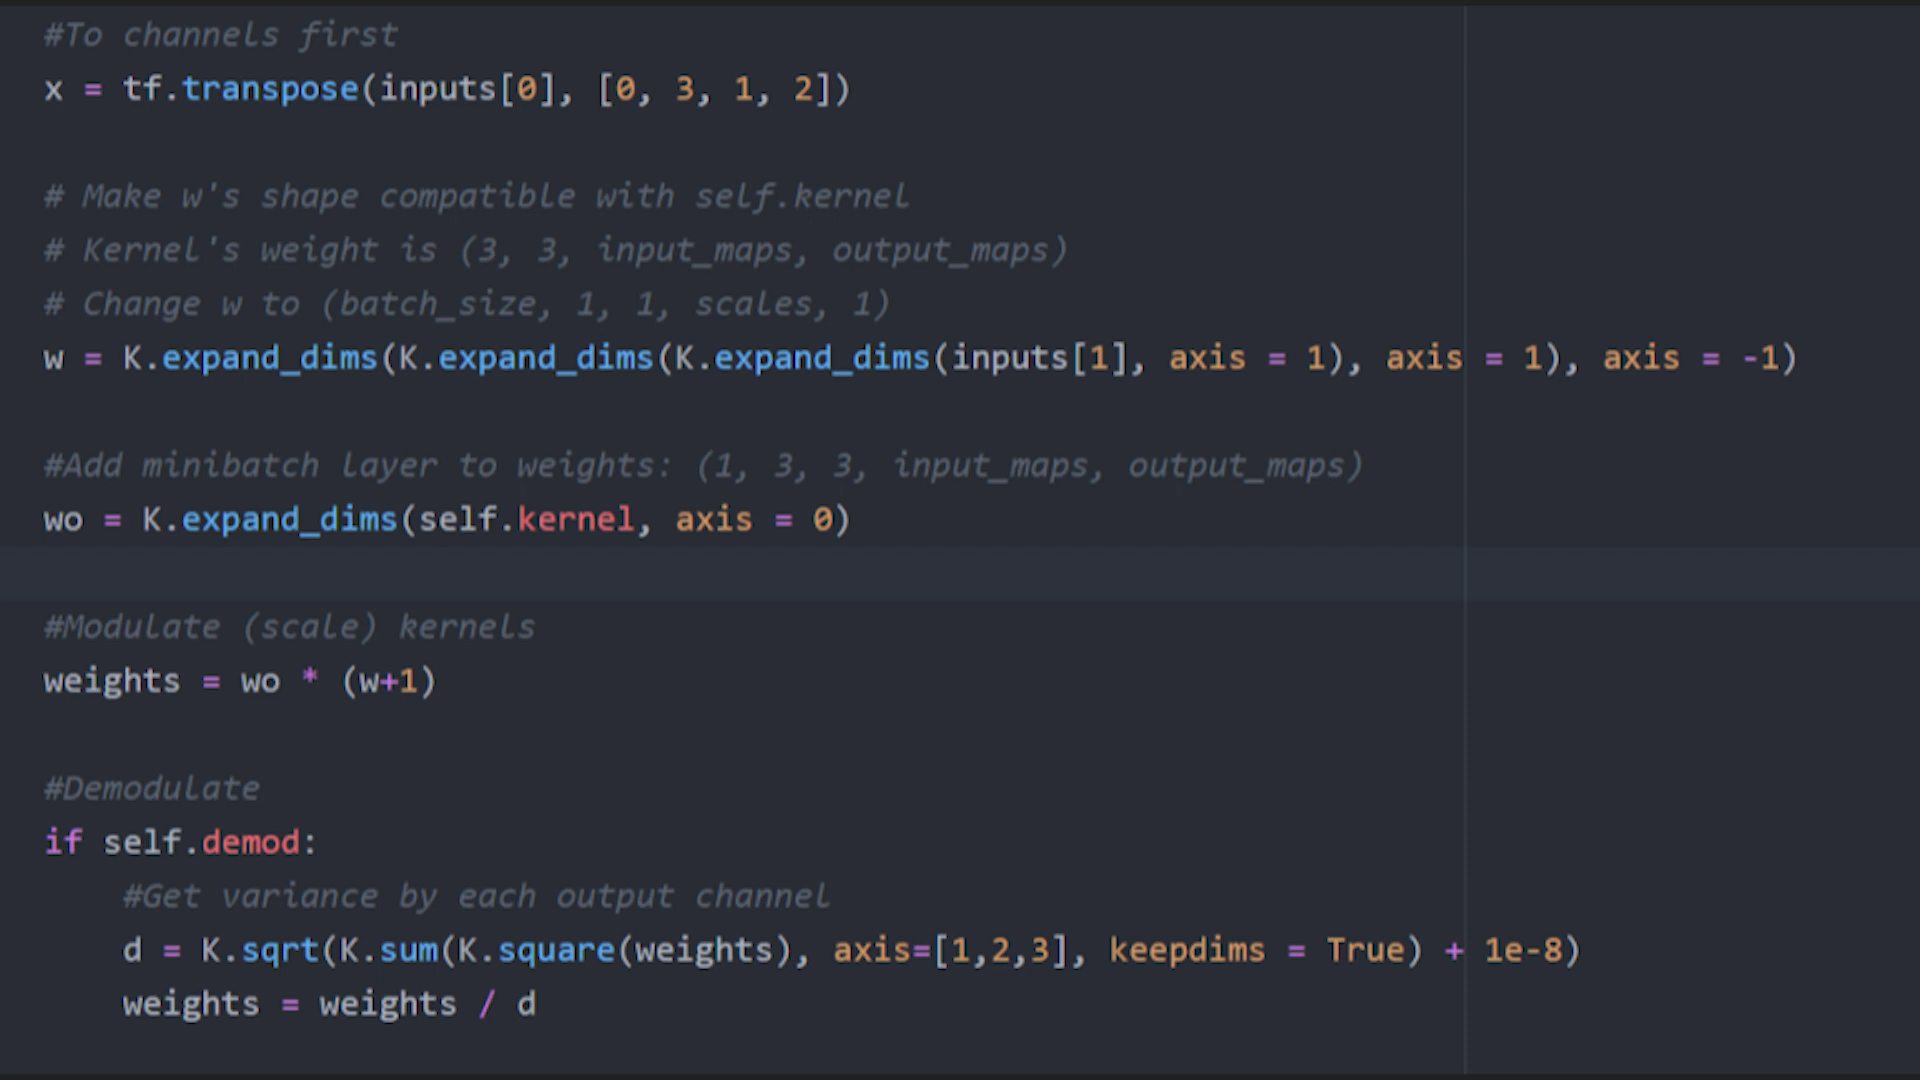 #To channels first
x = tf.transpose(inputs[0], [0, 3, 1, 2])
# Make w's shape compatible with self.kernel
# Kernel's weight is (3, 3, input_maps, output_maps)
# Change w to (batch_size, 1, 1, scales, 1)
w = K.expand_dims(K.expand_dims(K.expand_dims(inputs[1], axis = 1), axis = 1), axis = -1)
#Add minibatch layer to weights: (1, 3, 3, input_maps, output_maps)
wo = K.expand_dims(self.kernel, axis = 0)
#Modulate (scale) kernels
weights = wo * (w+1)
#Demodulate
if self.demod:
    #Get variance by each output channel
    d = K.sqrt(K.sum(K.square(weights), axis=[1,2,3], keepdims = True) + 1e-8)
    weights = weights / d